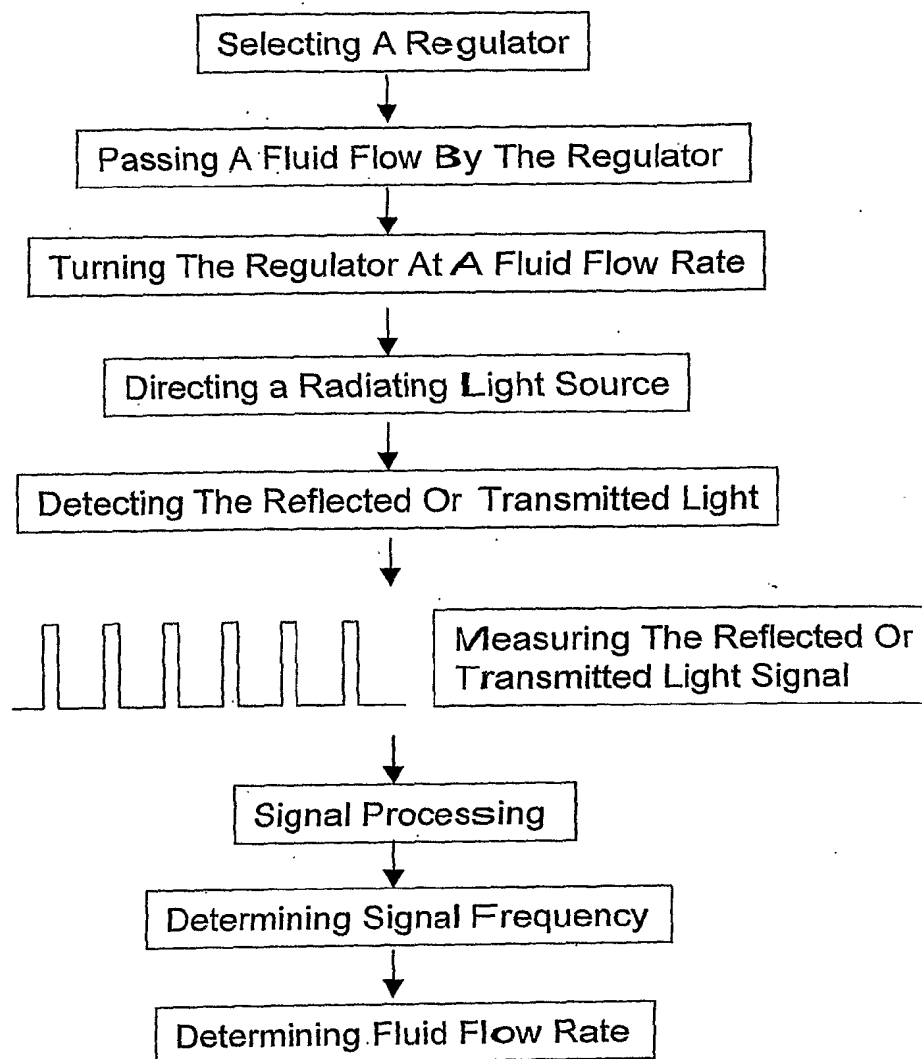 Selecting A Regulator
Passing A Fluid Flow By The Regulator
Turning The Regulator At A Fluid Flow Rate
Directing a Radiating Light Source
Detecting The Reflected Or Transmitted Light
Measuring The Reflected Or
Transmitted Light Signal
Signal Processing
Determining Signal Frequency
Determining Fluid Flow Rate